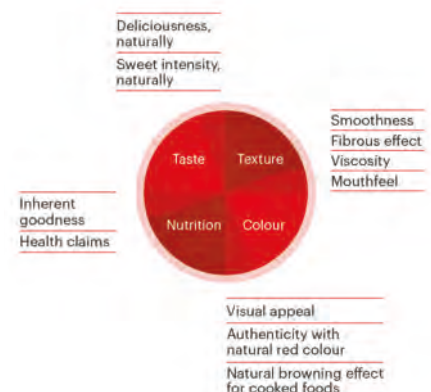 Deliciousness,
naturally
Sweet intensity,
naturally
Taste
Texture
Smoothness
Fibrous effect
Viscosity
Mouthfeel
Nutrition
Colour
Inherent
goodness
Health claims
Visual appeal
Authenticity with
natural red colour
Natural browning effect
for cooked foods